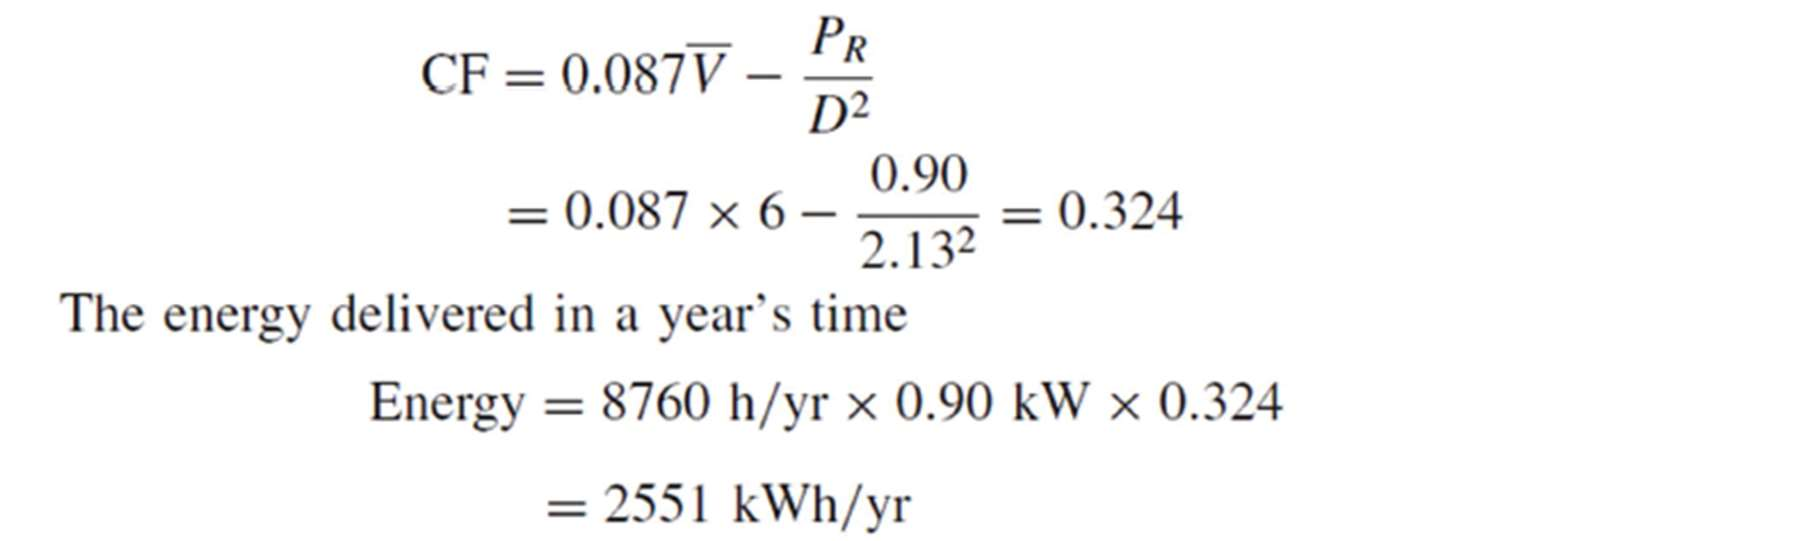 CF = 0.087V̅ − P_R / D²
= 0.087 × 6 − 0.90 / 2.13² = 0.324
The energy delivered in a year’s time
Energy = 8760 h/yr × 0.90 kW × 0.324
= 2551 kWh/yr